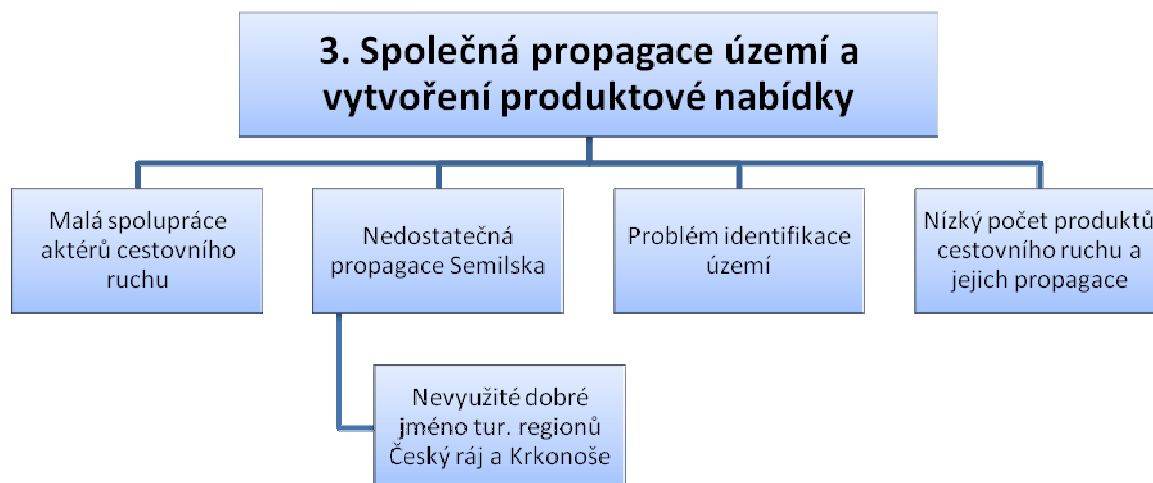 3. Společná propagace území a
vytvoření produktové nabídky
Malá spolupráce
aktérů cestovního
ruchu
Nedostatečná
propagace Semilska
Problém identifikace
území
Nízký počet produktů
cestovního ruchu a
jejich propagace
Nevyužité dobré
jméno tur. regionů
Český ráj a Krkonoše